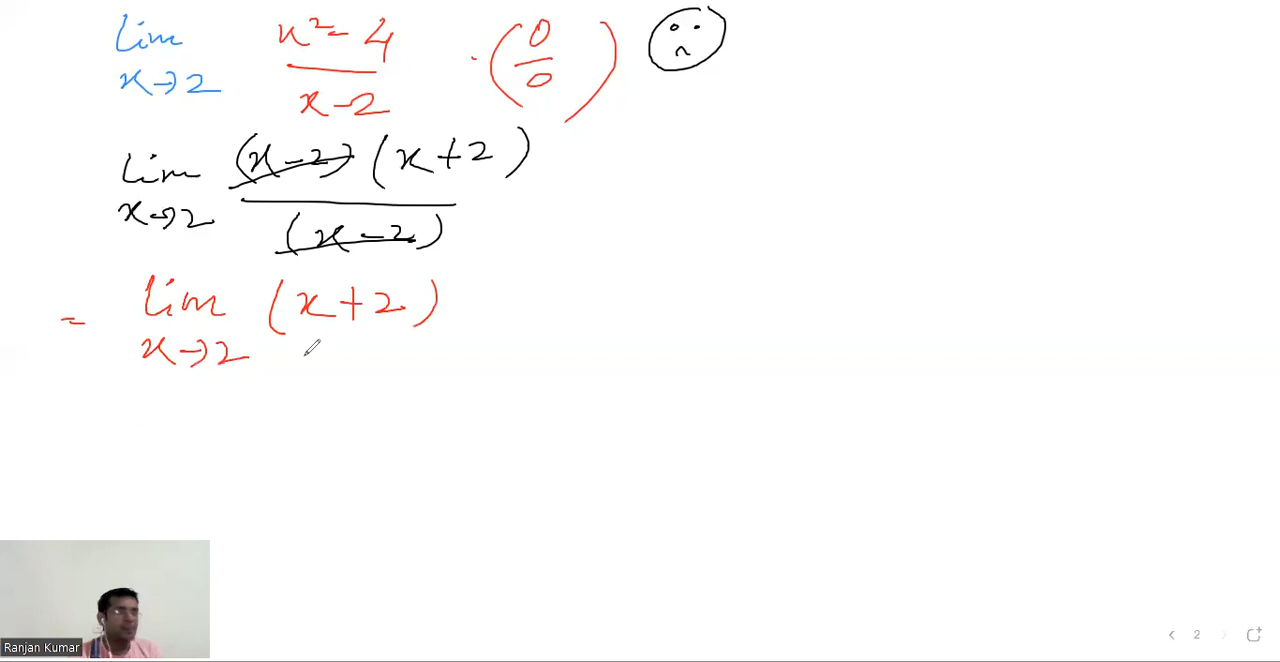 lim x→2 x²-4 / x-2 · (0/0)
lim x→2 (x-2)(x+2) / (x-2)
= lim x→2 (x+2)
Ranjan Kumar
2